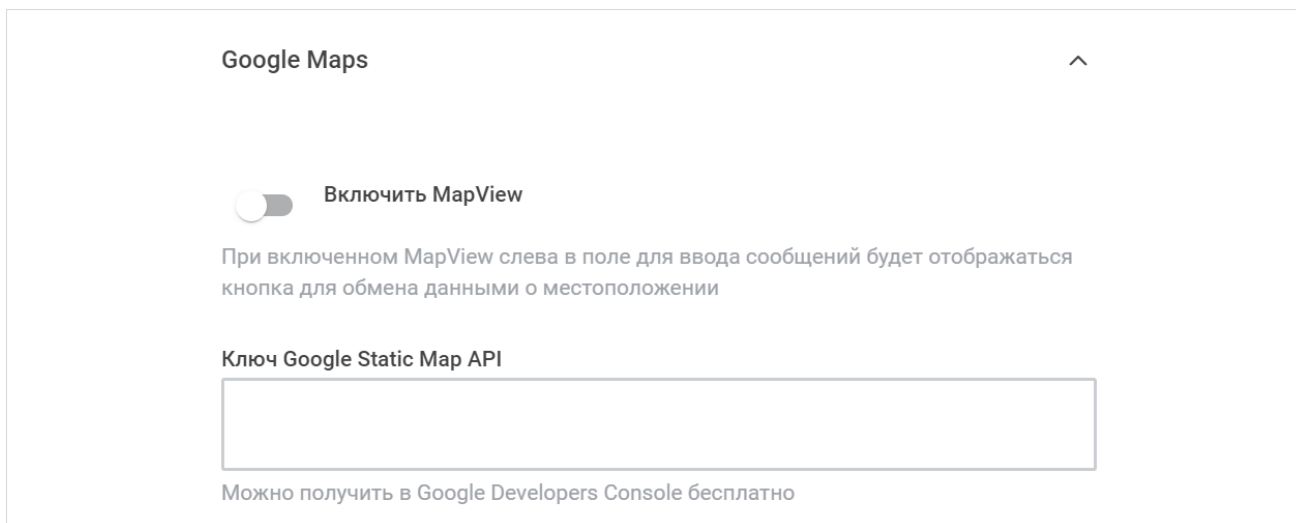 Google Maps
Включить MapView
При включенном MapView слева в поле для ввода сообщений будет отображаться
кнопка для обмена данными о местоположении
Ключ Google Static Map API
Можно получить в Google Developers Console бесплатно